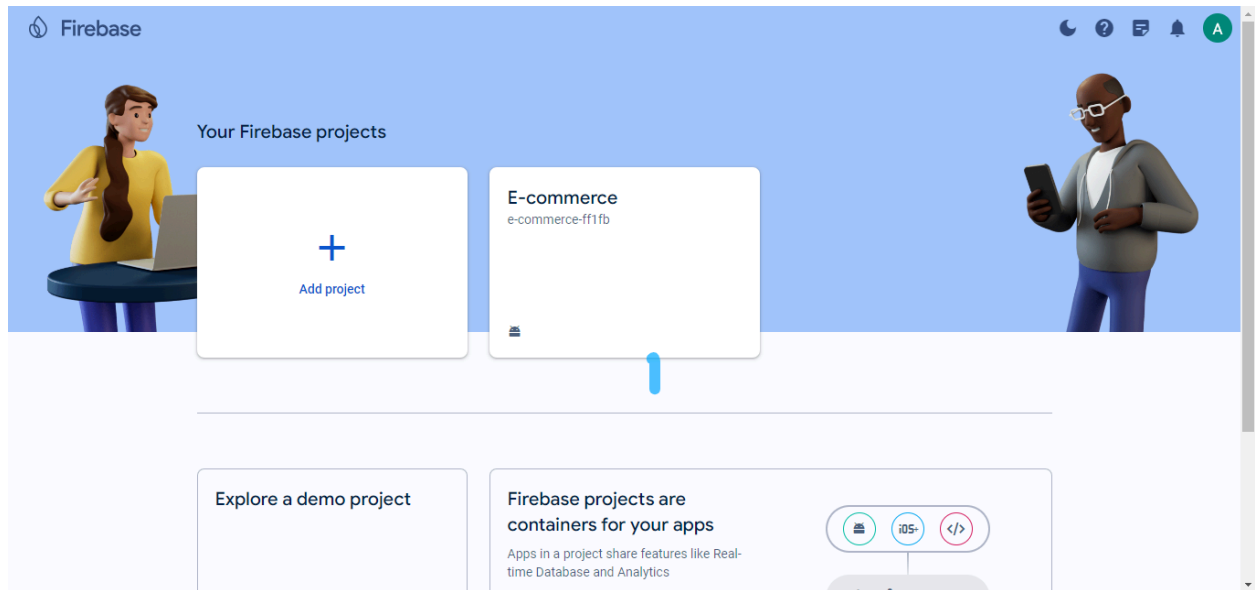 Firebase
A
Your Firebase projects
Add project
E-commerce
e-commerce-ff1fb
1
Explore a demo project
Firebase projects are
containers for your apps
Apps in a project share features like Real-
time Database and Analytics
iOS+
</>